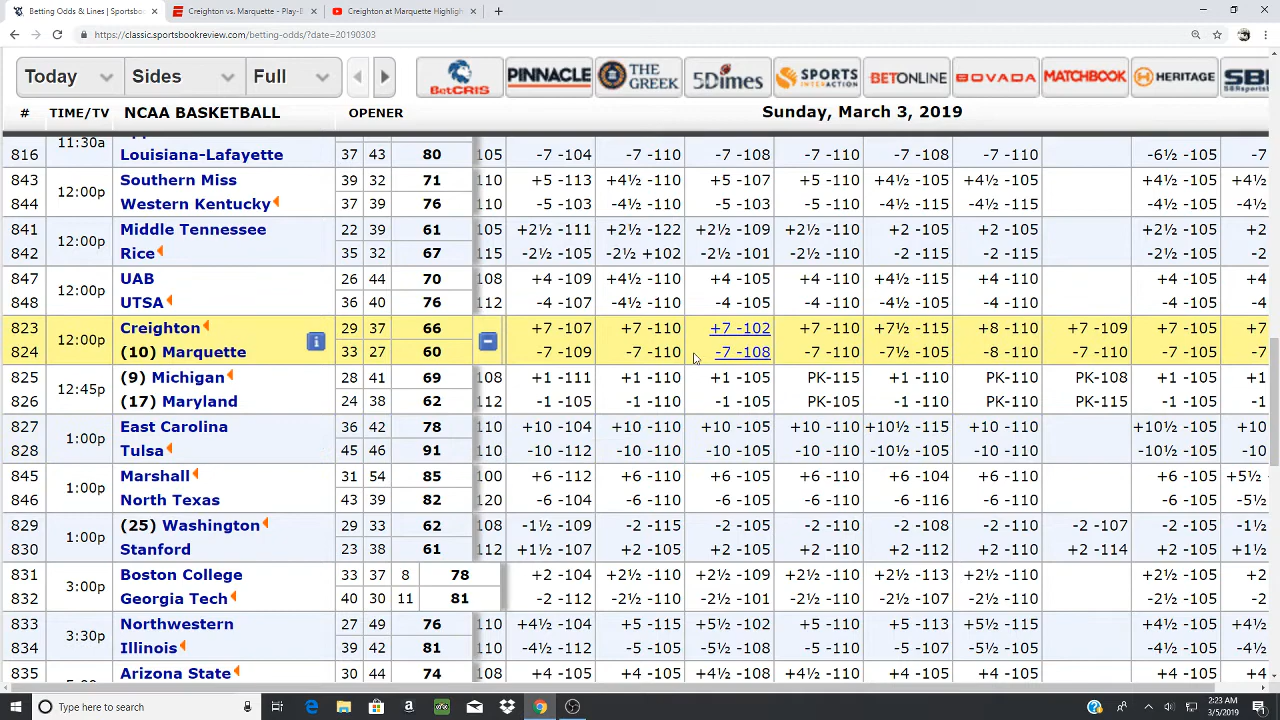 Betting Odds & Lines | Sportsbo
Creighton vs. Marquette - Play-B
Creighton at Marquette Highligh
https://classic.sportsbookreview.com/betting-odds/?date=20190303
Today Sides Full BetCRIS PINNACLE THE GREEK 5Dimes SPORTS INTERACTION BETONLINE BOVADA MATCHBOOK HERITAGE SBR
# TIME/TV NCAA BASKETBALL OPENER Sunday, March 3, 2019
11:30a
816 Louisiana-Lafayette 37 43 80 105 -7 -104 -7 -110 -7 -108 -7 -110 -7 -108 -7 -110 -6½ -105 -7
843 12:00p Southern Miss 39 32 71 110 +5 -113 +4½ -110 +5 -107 +5 -110 +4½ -105 +4½ -105 +4½ -105 +4½
844 Western Kentucky 37 39 76 110 -5 -103 -4½ -110 -5 -103 -5 -110 -4½ -115 -4½ -115 -4½ -105 -4½
841 12:00p Middle Tennessee 22 39 61 105 +2½ -111 +2½ -122 +2½ -109 +2½ -110 +2 -105 +2 -105 +2½ -105 +2
842 Rice 35 32 67 115 -2½ -105 -2½ +102 -2½ -101 -2½ -110 -2 -115 -2 -115 -2½ -105 -2
847 12:00p UAB 26 44 70 108 +4 -109 +4½ -110 +4 -105 +4 -110 +4½ -115 +4 -110 +4 -105 +4
848 UTSA 36 40 76 112 -4 -107 -4½ -110 -4 -105 -4 -110 -4½ -105 -4 -110 -4 -105 -4
823 12:00p Creighton 29 37 66 +7 -107 +7 -110 +7 -102 +7 -110 +7½ -115 +8 -110 +7 -109 +7 -105 +7
824 (10) Marquette 33 27 60 -7 -109 -7 -110 -7 -108 -7 -110 -7½ -105 -8 -110 -7 -110 -7 -105 -7
825 12:45p (9) Michigan 28 41 69 108 +1 -111 +1 -110 +1 -105 PK-115 +1 -110 PK-110 PK-108 +1 -105 +1
826 (17) Maryland 24 38 62 112 -1 -105 -1 -110 -1 -105 PK-105 -1 -110 PK-110 PK-115 -1 -105 -1
827 1:00p East Carolina 36 42 78 110 +10 -104 +10 -110 +10 -105 +10 -110 +10½ -115 +10 -110 +10½ -105 +10
828 Tulsa 45 46 91 110 -10 -112 -10 -110 -10 -105 -10 -110 -10½ -105 -10 -110 -10½ -105 -10
845 1:00p Marshall 31 54 85 100 +6 -112 +6 -110 +6 -105 +6 -110 +6 -104 +6 -110 +6 -105 +5½
846 North Texas 43 39 82 120 -6 -104 -6 -110 -6 -105 -6 -110 -6 -116 -6 -110 -6 -105 -5½
829 1:00p (25) Washington 29 33 62 108 -1½ -109 -2 -115 -2 -105 -2 -110 -2 -108 -2 -110 -2 -107 -2 -105 -1½
830 Stanford 23 38 61 112 +1½ -107 +2 -105 +2 -105 +2 -110 +2 -112 +2 -110 +2 -114 +2 -105 +1½
831 3:00p Boston College 33 37 8 78 +2 -104 +2½ -110 +2½ -109 +2½ -110 +2½ -113 +2½ -110 +2½ -105 +2
832 Georgia Tech 40 30 11 81 -2 -112 -2½ -110 -2½ -101 -2½ -110 -2½ -107 -2½ -110 -2½ -105 -2
833 3:30p Northwestern 27 49 76 110 +4½ -104 +5 -115 +5½ -102 +5 -110 +5 -113 +5½ -115 +4½ -105 +4½
834 Illinois 39 42 81 110 -4½ -112 -5 -105 -5½ -108 -5 -110 -5 -107 -5½ -105 -4½ -105 -4½
835 Arizona State 30 44 74 108 +4 -105 +4 -110 +4½ -108 +4 -110 +4 -105 +4 -105 +4 -105 +4
Type here to search
2:23 AM
3/5/2019